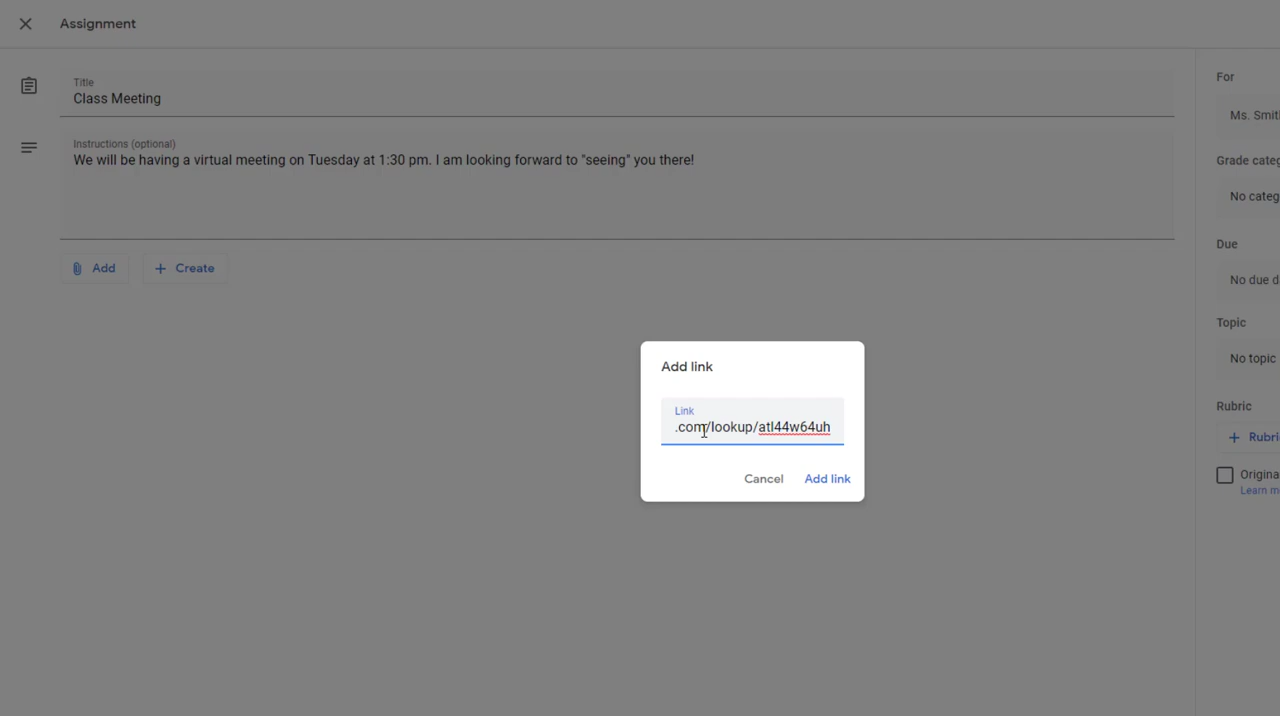 Assignment
Title
Class Meeting
Instructions (optional)
We will be having a virtual meeting on Tuesday at 1:30 pm. I am looking forward to "seeing" you there!
Add
Create
For
Ms. Smit
Grade categ
No categ
Due
No due d
Topic
No topic
Rubric
Rubri
Origina
Learn m
Add link
Link
.com/lookup/atl44w64uh
Cancel
Add link